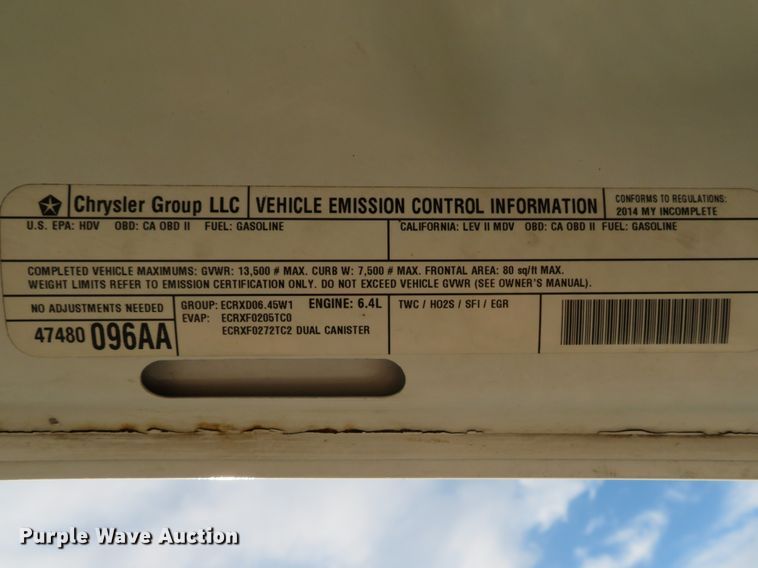 Chrysler Group LLC VEHICLE EMISSION CONTROL INFORMATION
CONFORMS TO REGULATIONS:
2014 MY INCOMPLETE
U.S. EPA: HDV OBD: CA OBD II FUEL: GASOLINE
CALIFORNIA: LEV II MDV OBD: CA OBD II FUEL: GASOLINE
COMPLETED VEHICLE MAXIMUMS: GVWR: 13,500 # MAX. CURB W: 7,500 # MAX. FRONTAL AREA: 80 sq/ft MAX.
WEIGHT LIMITS REFER TO EMISSION CERTIFICATION ONLY. DO NOT EXCEED VEHICLE GVWR (SEE OWNER'S MANUAL).
NO ADJUSTMENTS NEEDED
47480 096AA
GROUP: ECRXD06.45W1 ENGINE: 6.4L
EVAP: ECRXF0205TC0
ECRXF0272TC2 DUAL CANISTER
TWC / HO2S / SFI / EGR
Purple Wave Auction